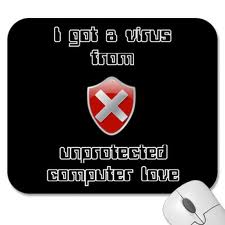 I got a virus
from
unprotected
computer love